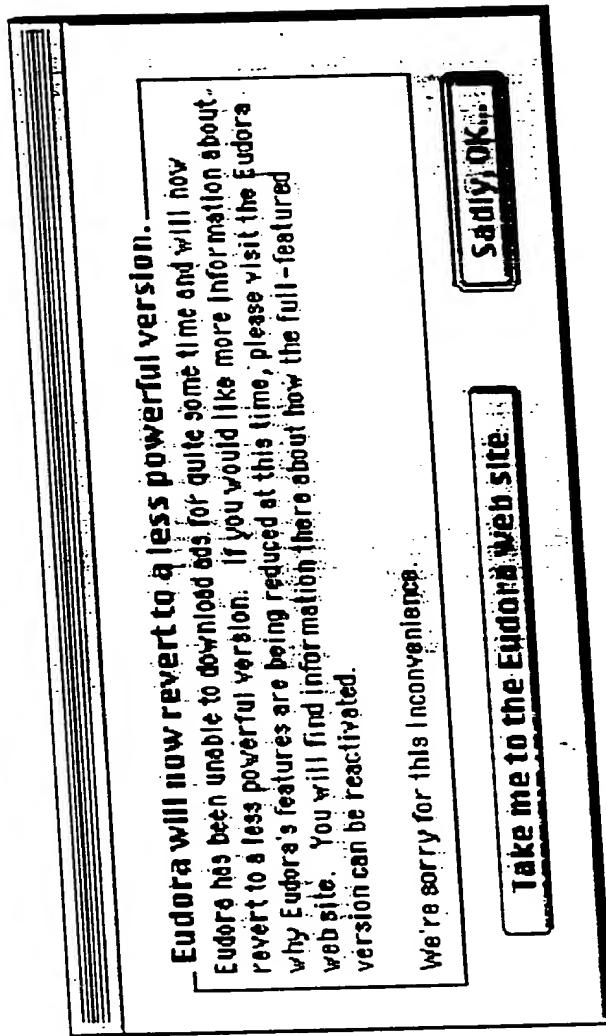 Eudora will now revert to a less powerful version.
Eudora has been unable to download ads for quite some time and will now
revert to a less powerful version. If you would like more information about
why Eudora's features are being reduced at this time, please visit the Eudora
web site. You will find information there about how the full-featured
version can be reactivated.
We're sorry for this inconvenience.
Take me to the Eudora web site
Sadly, OK...